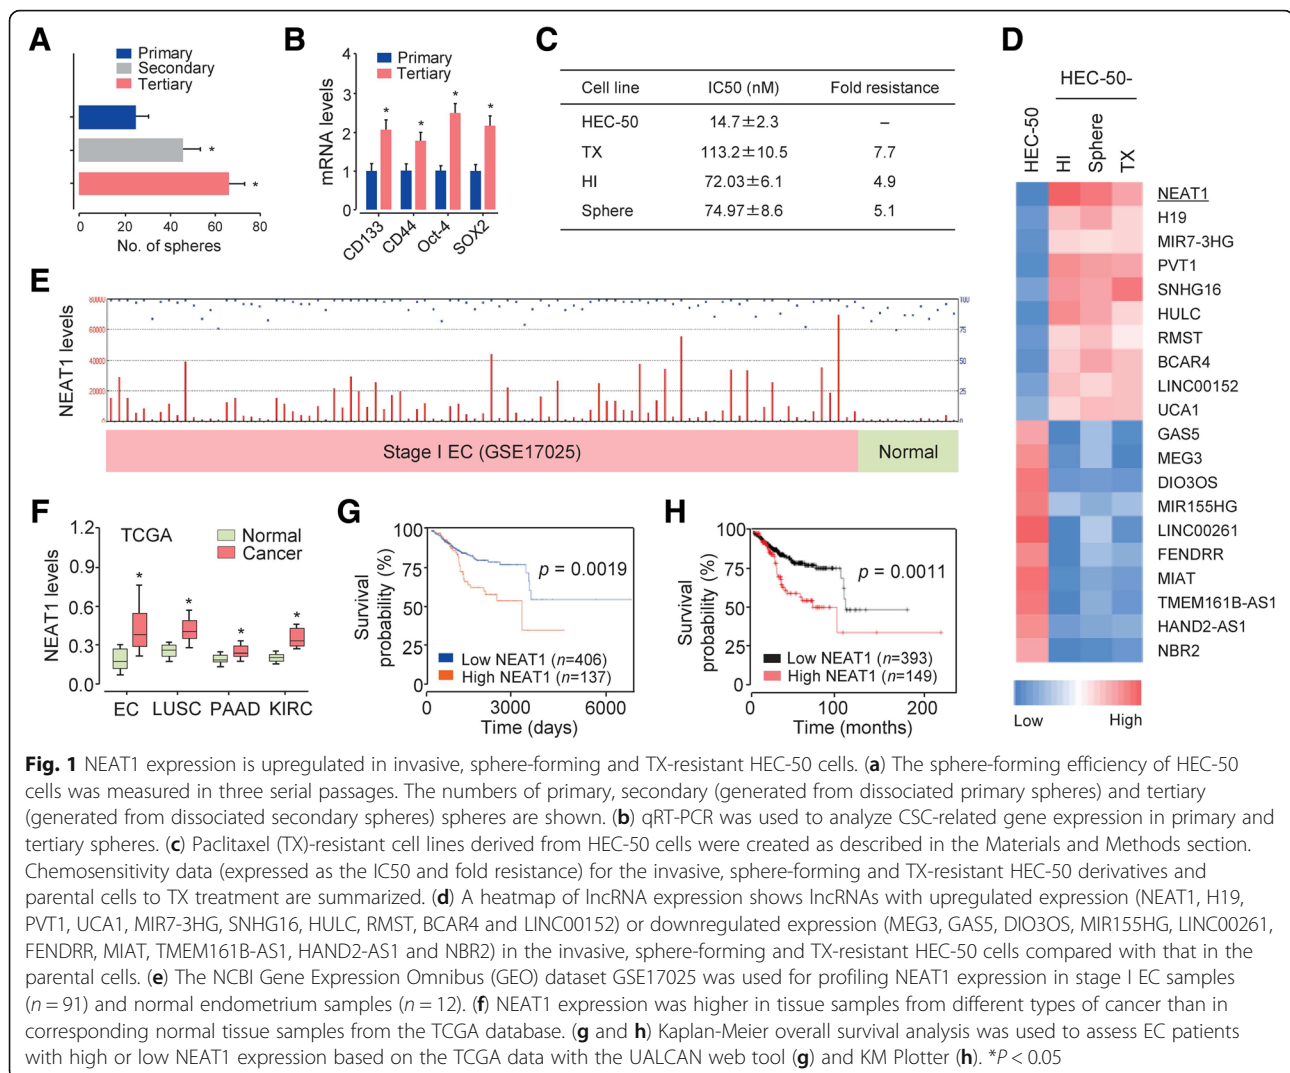 A
Primary
Secondary
Tertiary
0 20 40 60 80
No. of spheres
B
Primary
Tertiary
mRNA levels
4
3
2
1
0
* * * *
CD133 CD44 Oct-4 SOX2
C
Cell line IC50 (nM) Fold resistance
HEC-50 14.7±2.3 –
TX 113.2±10.5 7.7
HI 72.03±6.1 4.9
Sphere 74.97±8.6 5.1
D
HEC-50-
HEC-50 HI Sphere TX
NEAT1
H19
MIR7-3HG
PVT1
SNHG16
HULC
RMST
BCAR4
LINC00152
UCA1
GAS5
MEG3
DIO3OS
MIR155HG
LINC00261
FENDRR
MIAT
TMEM161B-AS1
HAND2-AS1
NBR2
Low High
E
NEAT1 levels
80000 100
60000 75
40000 50
20000 25
0 0
Stage I EC (GSE17025) Normal
F
TCGA
Normal
Cancer
NEAT1 levels
1.2
0.9
0.6
0.3
0.0
* * * *
EC LUSC PAAD KIRC
G
Survival probability (%)
100
75
50
25
0
p = 0.0019
Low NEAT1 (n=406)
High NEAT1 (n=137)
0 3000 6000
Time (days)
H
Survival probability (%)
100
75
50
25
0
p = 0.0011
Low NEAT1 (n=393)
High NEAT1 (n=149)
0 100 200
Time (months)
Fig. 1 NEAT1 expression is upregulated in invasive, sphere-forming and TX-resistant HEC-50 cells. (a) The sphere-forming efficiency of HEC-50
cells was measured in three serial passages. The numbers of primary, secondary (generated from dissociated primary spheres) and tertiary
(generated from dissociated secondary spheres) spheres are shown. (b) qRT-PCR was used to analyze CSC-related gene expression in primary and
tertiary spheres. (c) Paclitaxel (TX)-resistant cell lines derived from HEC-50 cells were created as described in the Materials and Methods section.
Chemosensitivity data (expressed as the IC50 and fold resistance) for the invasive, sphere-forming and TX-resistant HEC-50 derivatives and
parental cells to TX treatment are summarized. (d) A heatmap of lncRNA expression shows lncRNAs with upregulated expression (NEAT1, H19,
PVT1, UCA1, MIR7-3HG, SNHG16, HULC, RMST, BCAR4 and LINC00152) or downregulated expression (MEG3, GAS5, DIO3OS, MIR155HG, LINC00261,
FENDRR, MIAT, TMEM161B-AS1, HAND2-AS1 and NBR2) in the invasive, sphere-forming and TX-resistant HEC-50 cells compared with that in the
parental cells. (e) The NCBI Gene Expression Omnibus (GEO) dataset GSE17025 was used for profiling NEAT1 expression in stage I EC samples
(n = 91) and normal endometrium samples (n = 12). (f) NEAT1 expression was higher in tissue samples from different types of cancer than in
corresponding normal tissue samples from the TCGA database. (g and h) Kaplan-Meier overall survival analysis was used to assess EC patients
with high or low NEAT1 expression based on the TCGA data with the UALCAN web tool (g) and KM Plotter (h). *P < 0.05